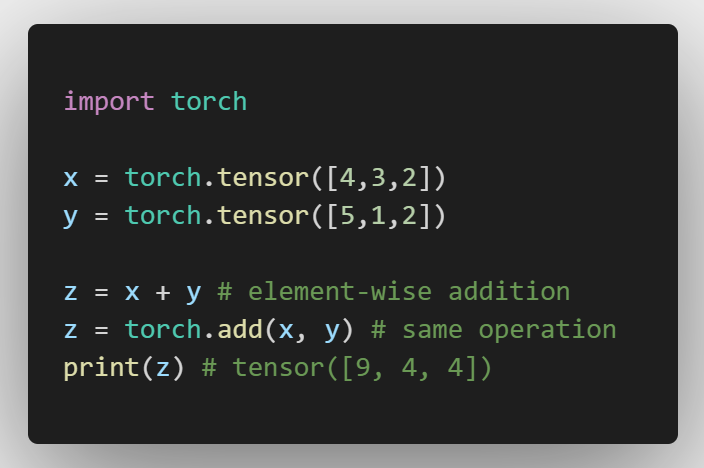 import torch
x = torch.tensor([4,3,2])
y = torch.tensor([5,1,2])
z = x + y # element-wise addition
z = torch.add(x, y) # same operation
print(z) # tensor([9, 4, 4])